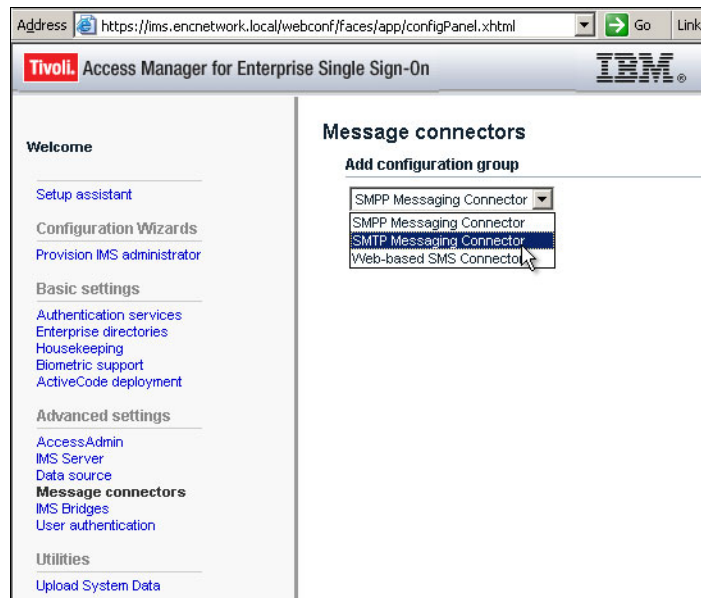 Address https://ims.encnetwork.local/webconf/faces/app/configPanel.xhtml Go Link
Tivoli. Access Manager for Enterprise Single Sign-On IBM®
Welcome
Setup assistant
Configuration Wizards
Provision IMS administrator
Basic settings
Authentication services
Enterprise directories
Housekeeping
Biometric support
ActiveCode deployment
Advanced settings
AccessAdmin
IMS Server
Data source
Message connectors
IMS Bridges
User authentication
Utilities
Upload System Data
Message connectors
Add configuration group
SMPP Messaging Connector
SMPP Messaging Connector
SMTP Messaging Connector
Web-based SMS Connector